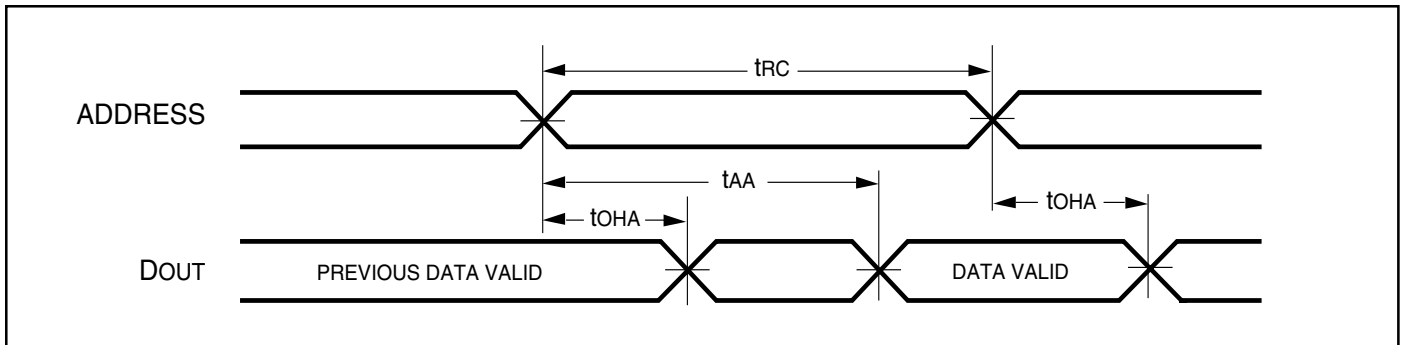 tRC
ADDRESS
tAA
tOHA
tOHA
DOUT
PREVIOUS DATA VALID
DATA VALID